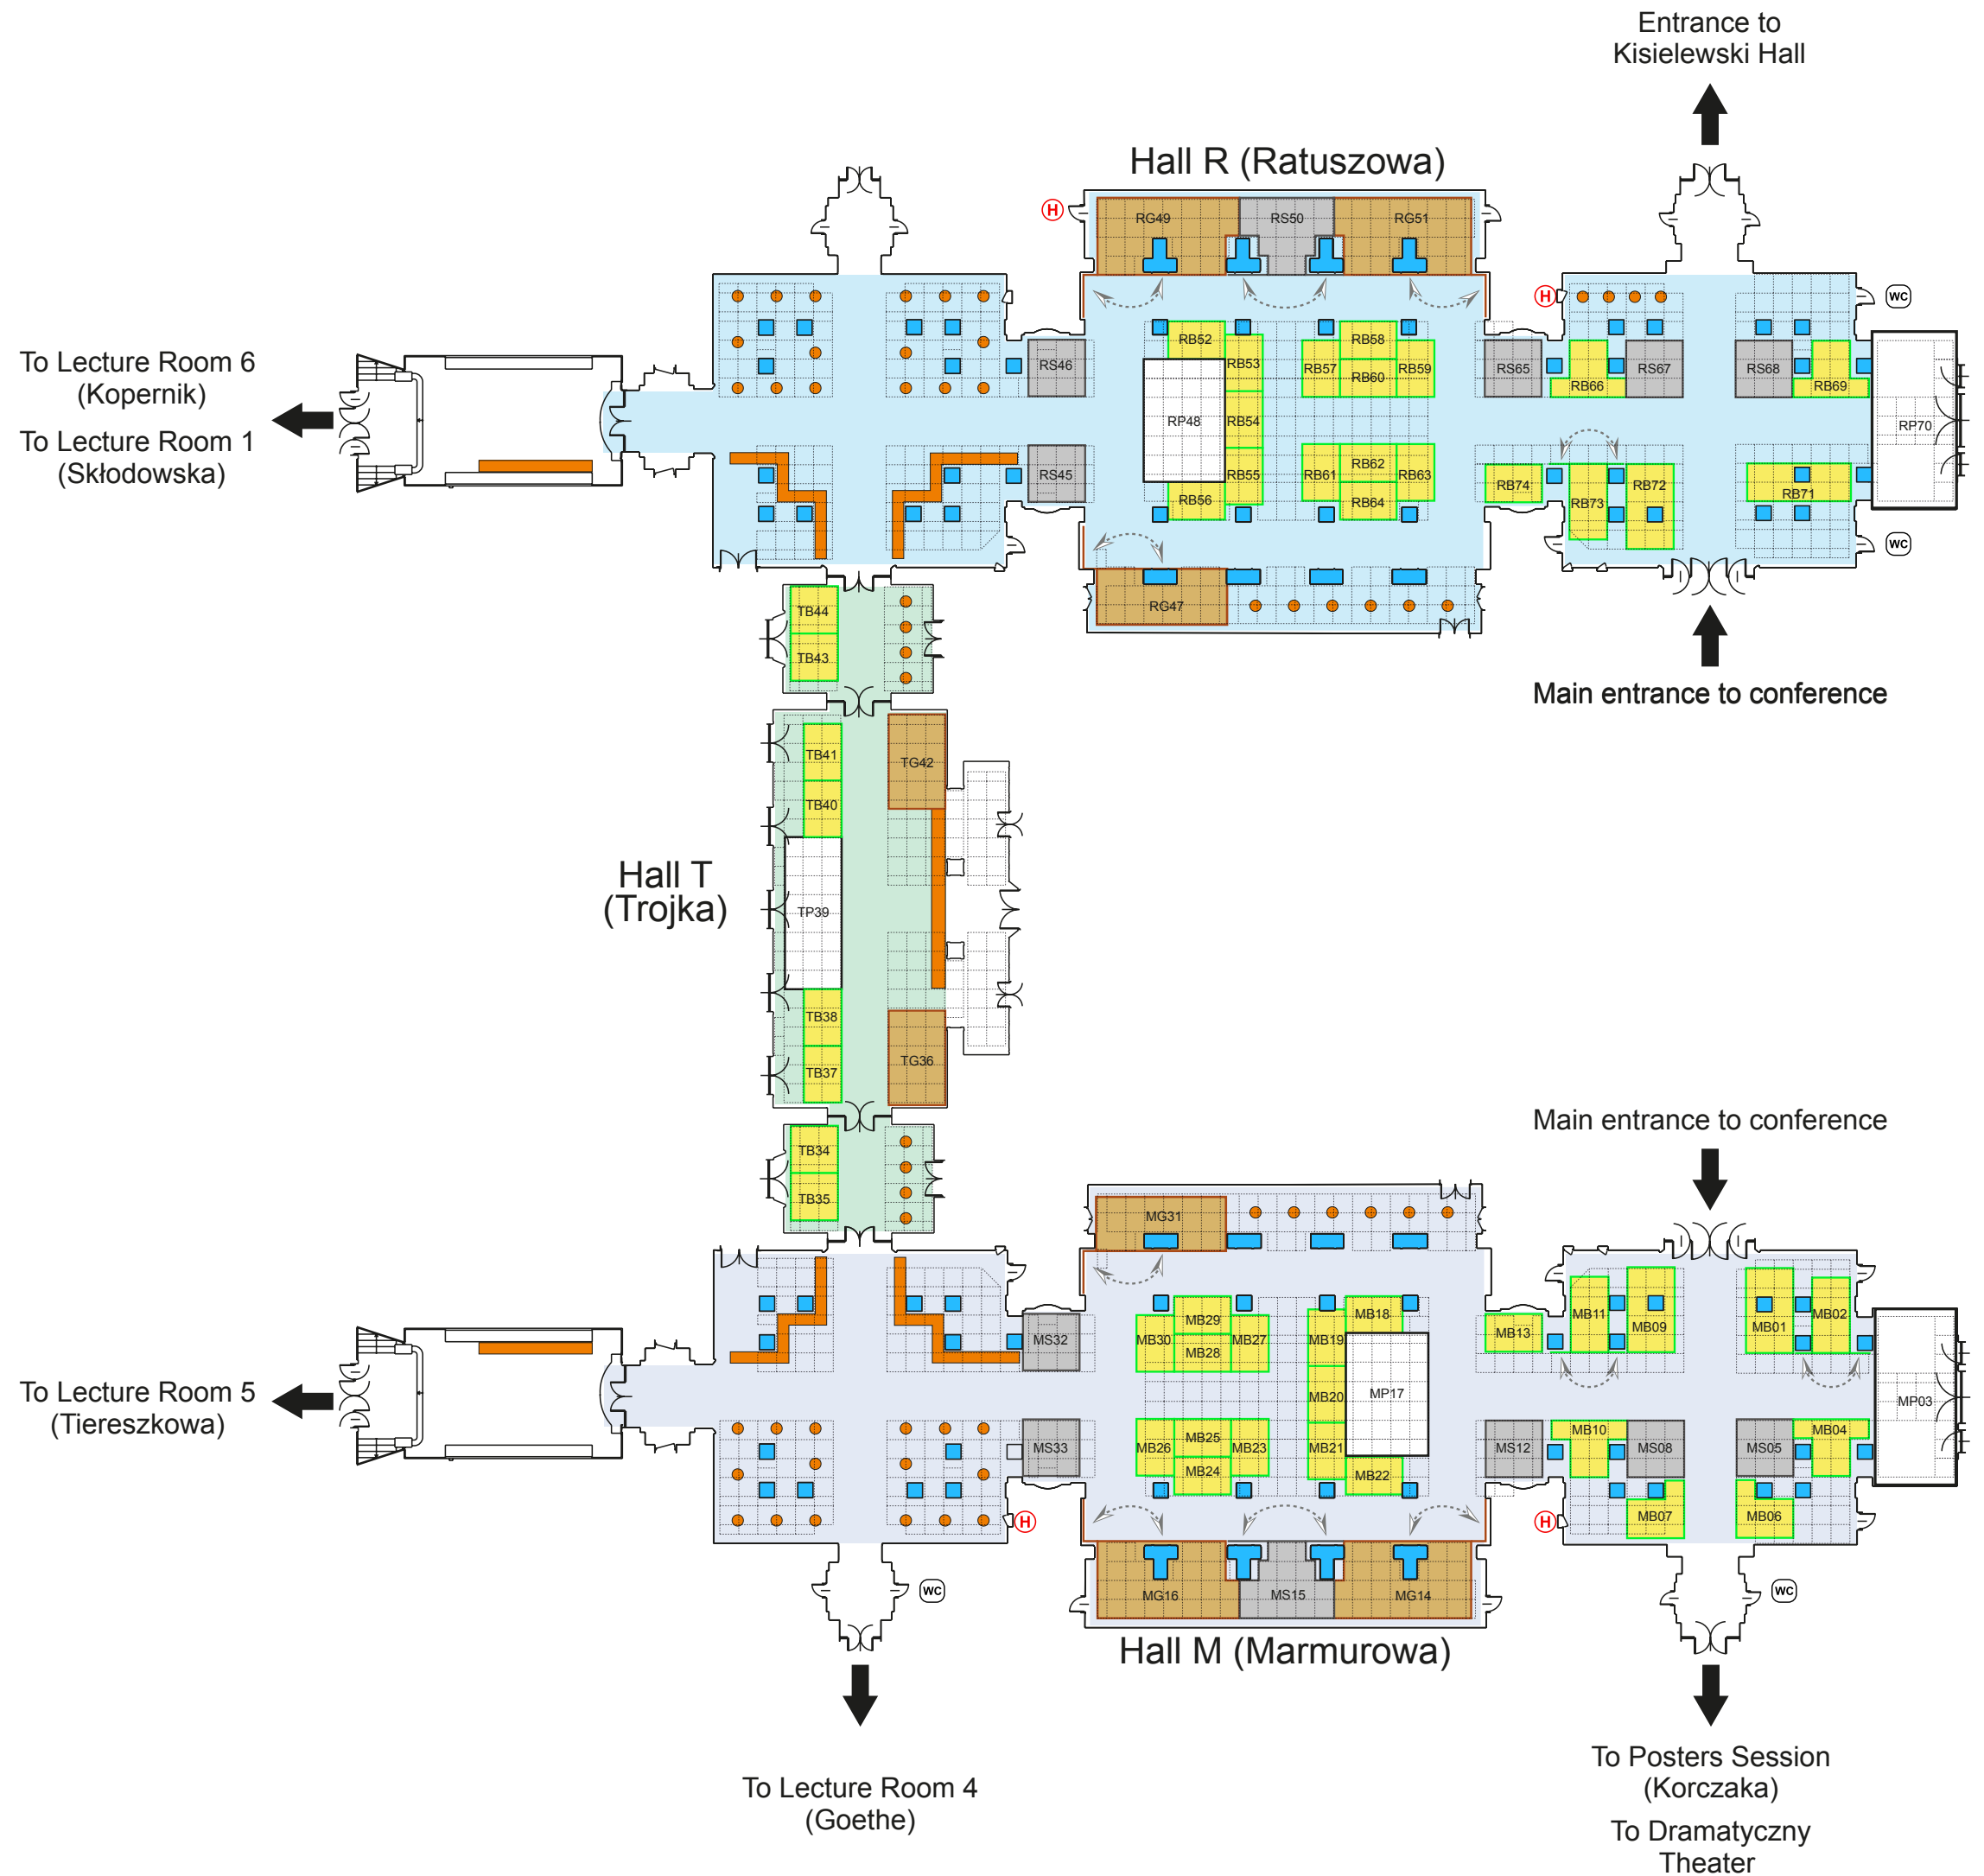 Entrance to
Kisielewski Hall
Hall R (Ratuszowa)
H
RG49
RS50
RG51
H
WC
To Lecture Room 6
(Kopernik)
To Lecture Room 1
(Skłodowska)
RS46
RB52
RB53
RB58
RB57
RB60
RB59
RS65
RB66
RS67
RS68
RB69
RP48
RB54
RP70
RS45
RB55
RB56
RB61
RB62
RB63
RB64
RB74
RB73
RB72
RB71
WC
TB44
TB43
RG47
Main entrance to conference
TB41
TB40
TG42
Hall T
(Trojka)
TP39
TB38
TB37
TG36
TB34
TB35
Main entrance to conference
MG31
MS32
MB30
MB29
MB28
MB27
MB19
MB18
MB13
MB11
MB09
MB01
MB02
To Lecture Room 5
(Tiereszkowa)
MB20
MP17
MP03
MS33
MB26
MB25
MB24
MB23
MB21
MB22
MS12
MB10
MS08
MS05
MB04
MB07
MB06
H
H
WC
MG16
MS15
MG14
WC
Hall M (Marmurowa)
To Lecture Room 4
(Goethe)
To Posters Session
(Korczaka)
To Dramatyczny
Theater